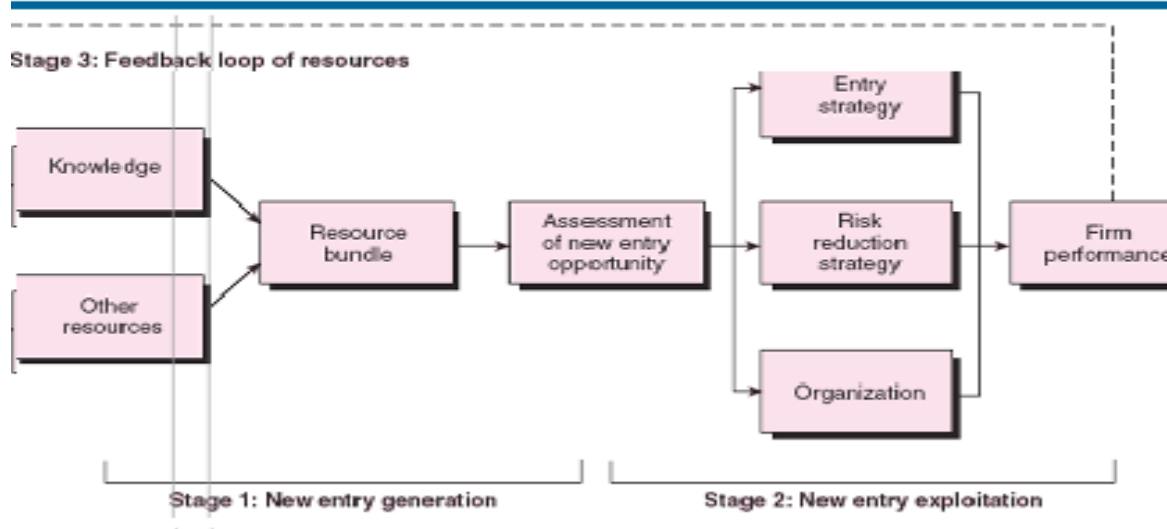 Stage 3: Feedback loop of resources
Entry
strategy
Knowledge
Resource
bundle
Assessment
of new entry
opportunity
Risk
reduction
strategy
Firm
performance
Other
resources
Organization
Stage 1: New entry generation
Stage 2: New entry exploitation